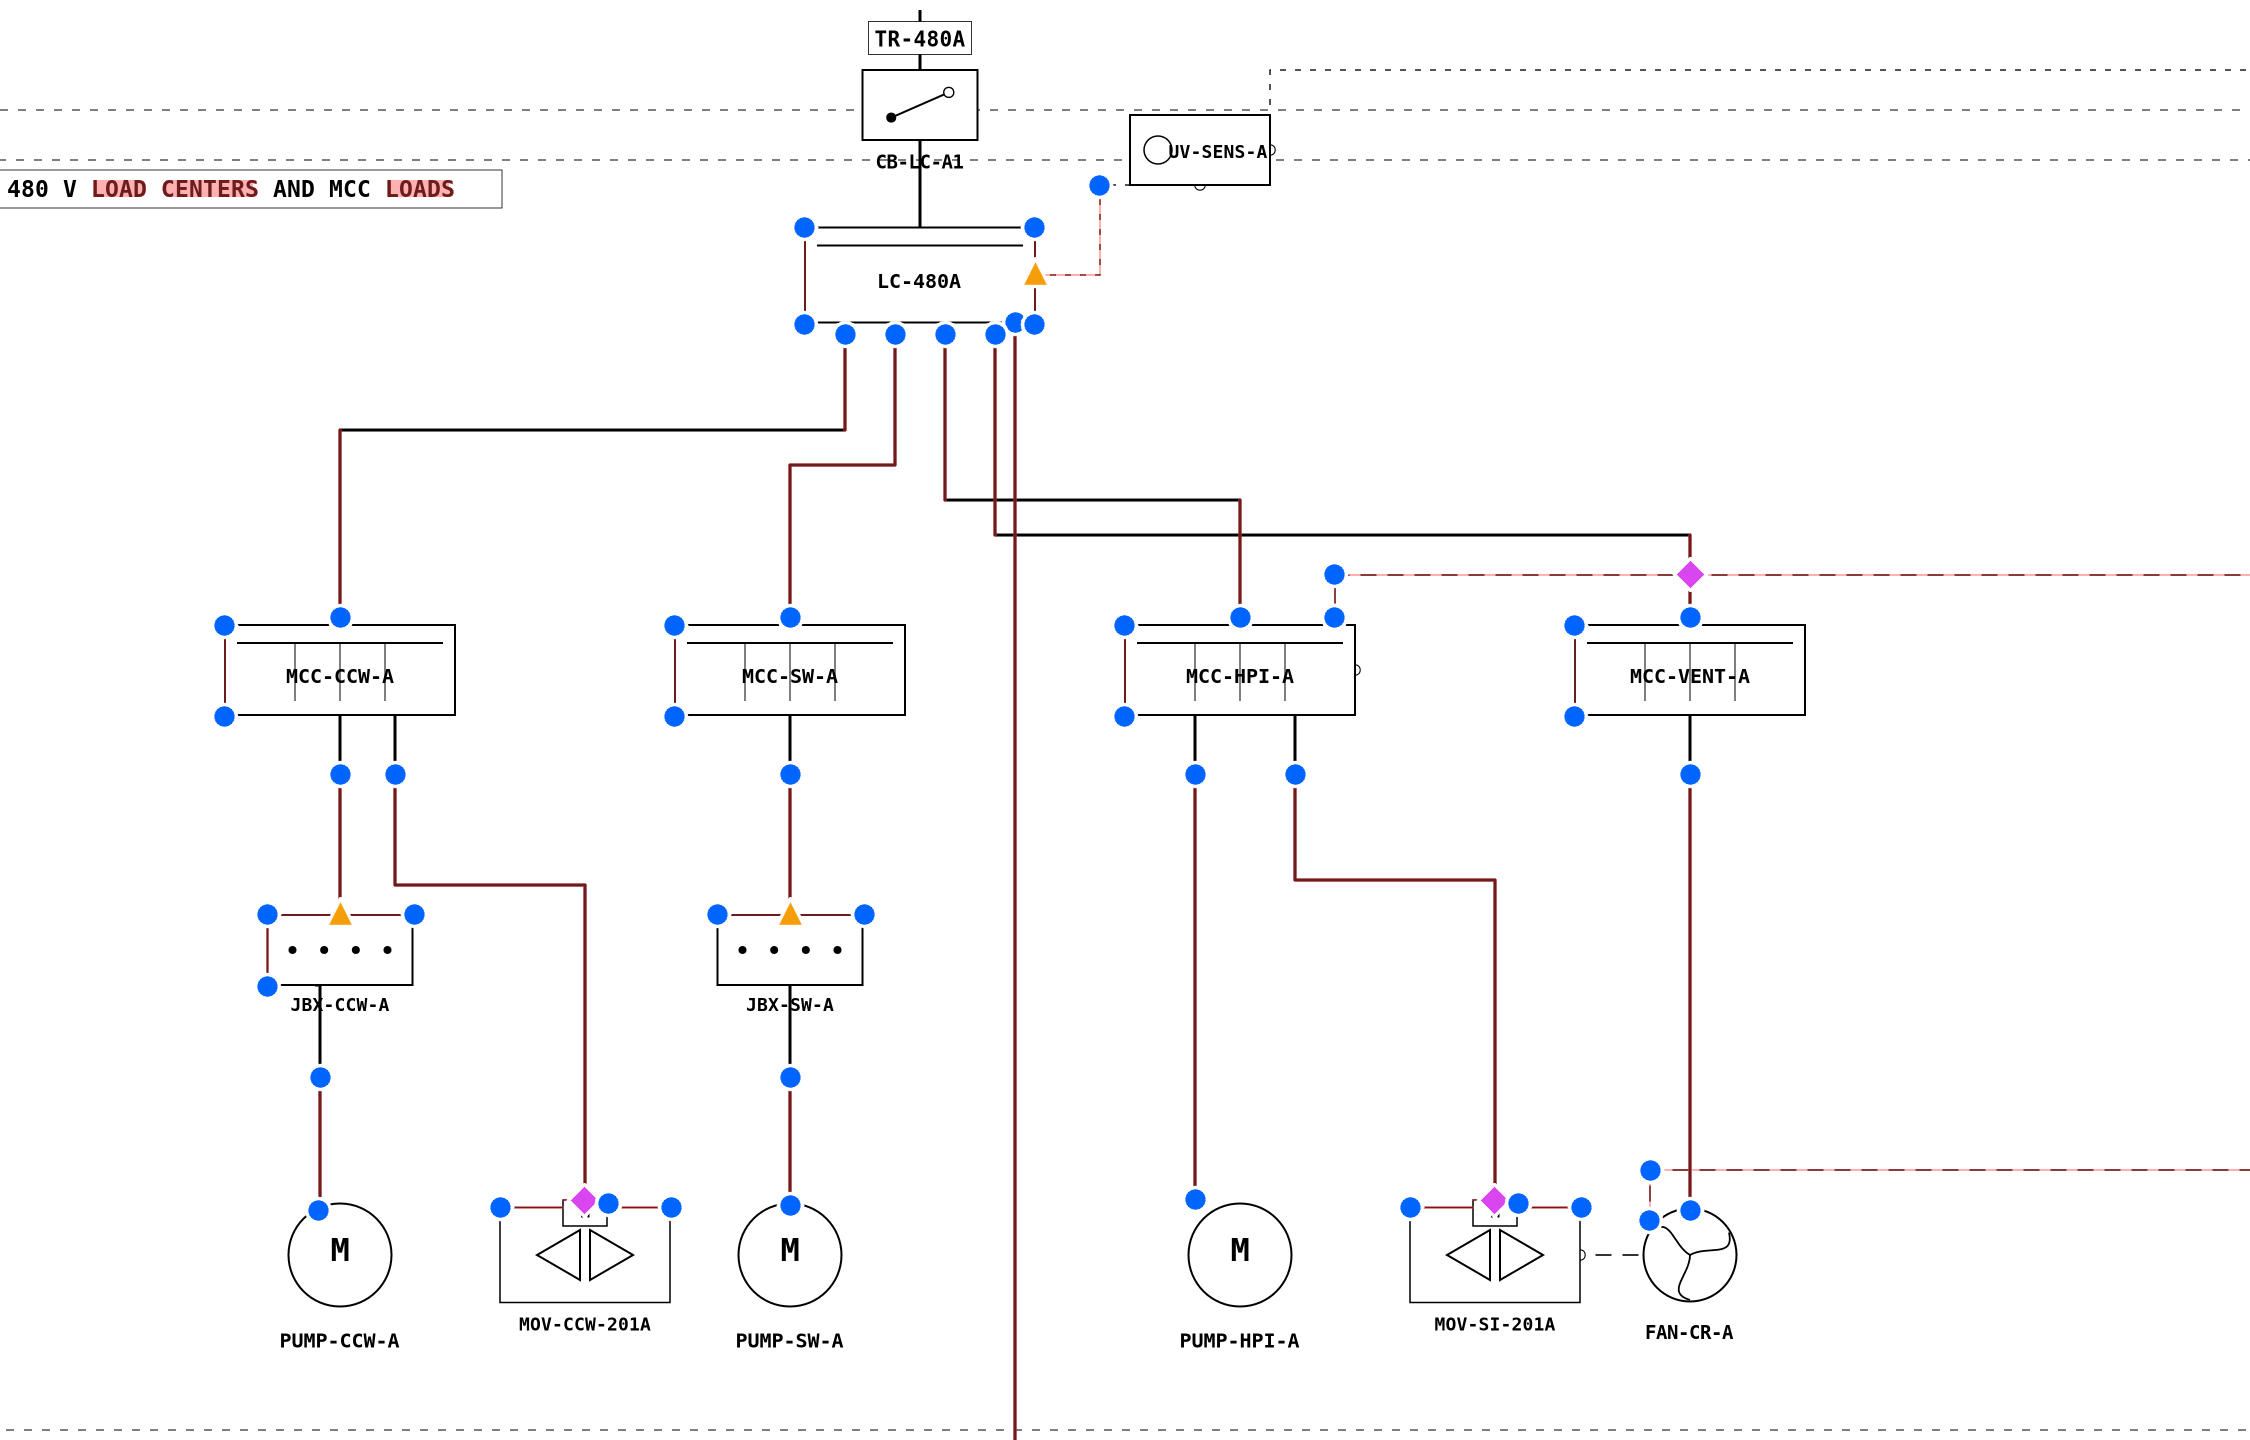 TR-480A
CB-LC-A1
UV-SENS-A
480 V LOAD CENTERS AND MCC LOADS
LC-480A
MCC-CCW-A
MCC-SW-A
MCC-HPI-A
MCC-VENT-A
JBX-CCW-A
JBX-SW-A
M
M
M
MOV-CCW-201A
MOV-SI-201A
FAN-CR-A
PUMP-CCW-A
PUMP-SW-A
PUMP-HPI-A